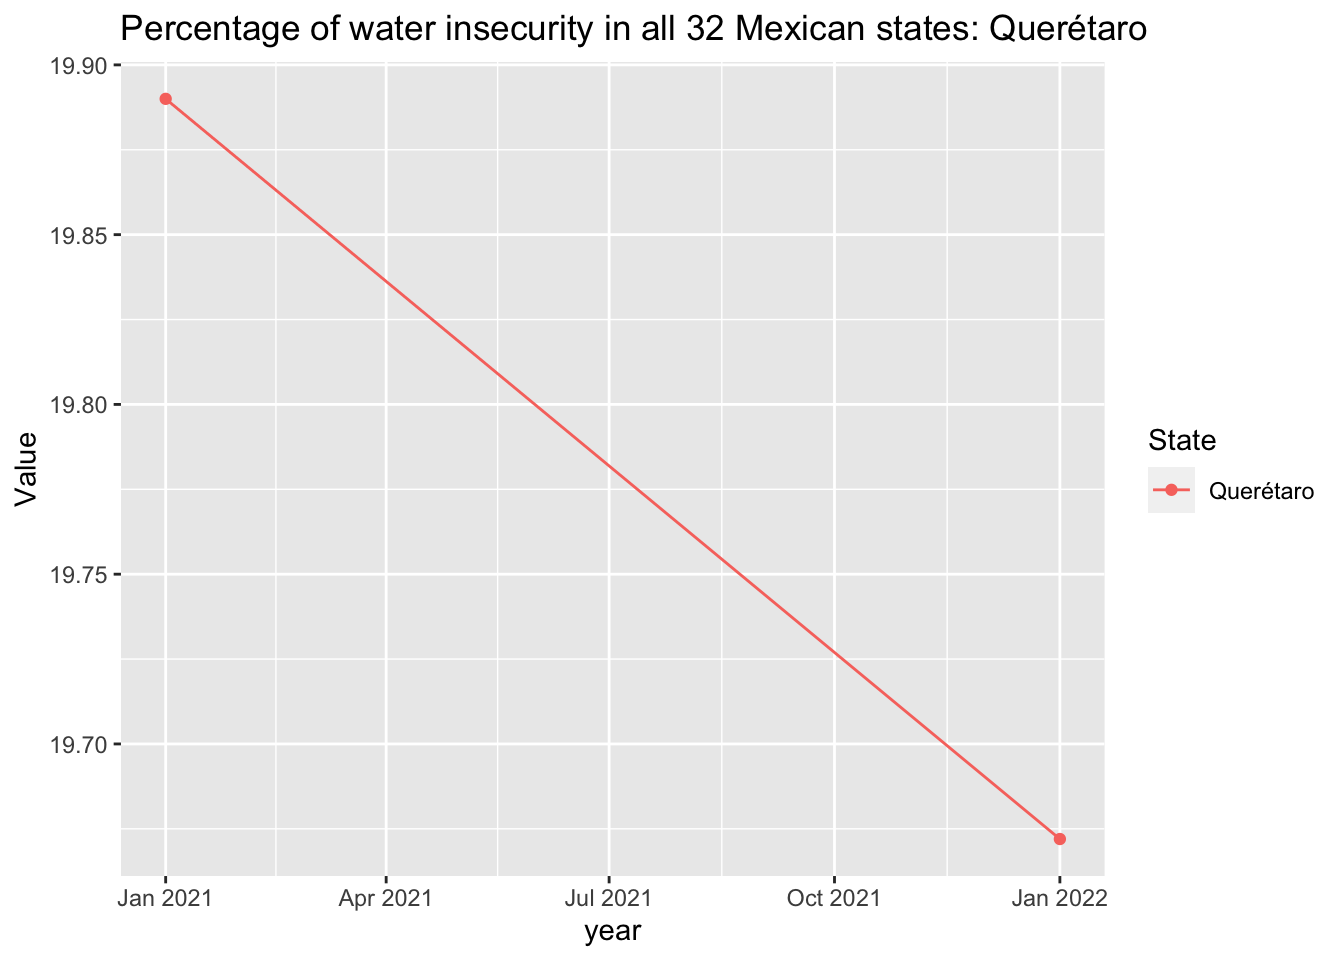 Percentage of water insecurity in all 32 Mexican states: Querétaro
19.90
19.85
19.80
19.75
19.70
Value
Jan 2021 Apr 2021 Jul 2021 Oct 2021 Jan 2022
year
State
Querétaro